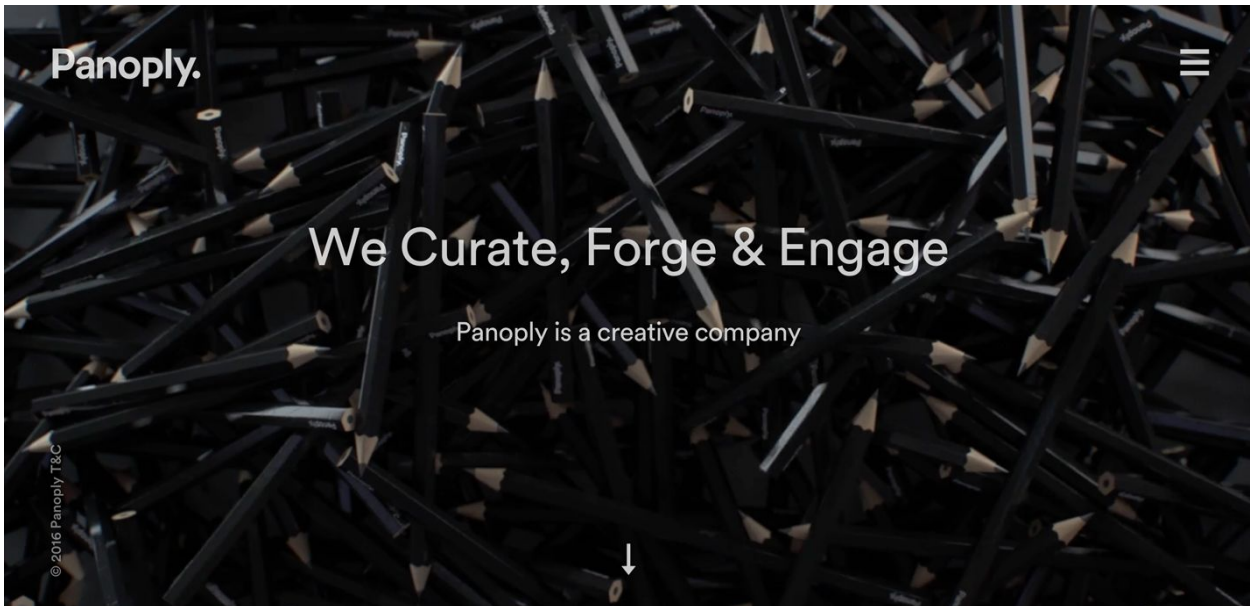 Panoply.
We Curate, Forge & Engage
Panoply is a creative company
© 2016 Panoply T&C